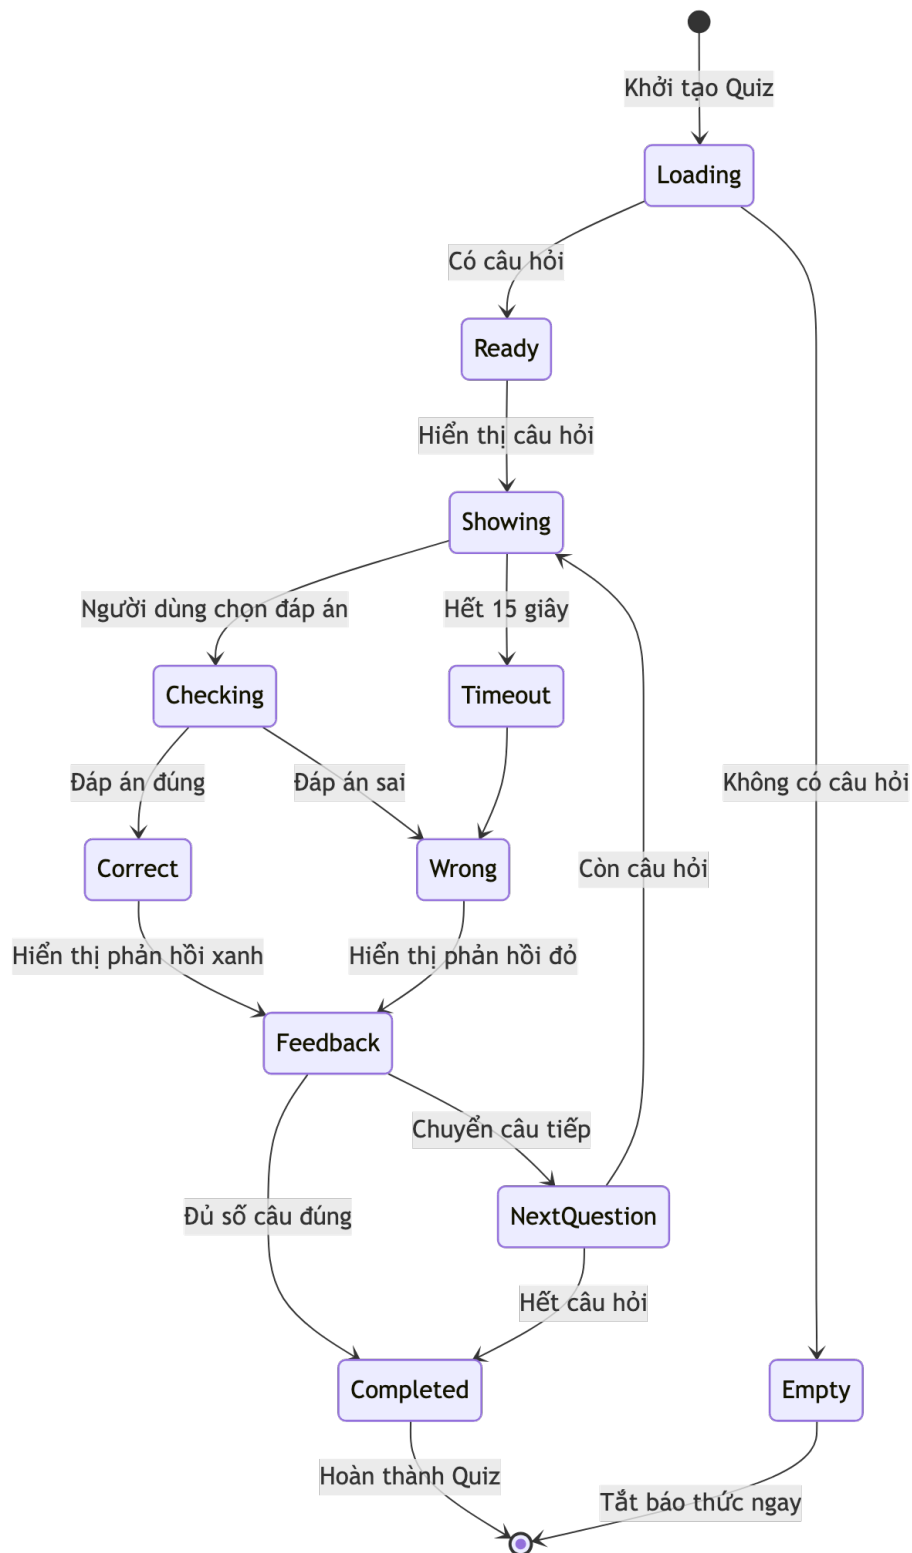 Khởi tạo Quiz
Loading
Có câu hỏi
Ready
Hiển thị câu hỏi
Showing
Người dùng chọn đáp án
Hết 15 giây
Checking
Timeout
Đáp án đúng
Đáp án sai
Không có câu hỏi
Correct
Wrong
Còn câu hỏi
Hiển thị phản hồi xanh
Hiển thị phản hồi đỏ
Feedback
Chuyển câu tiếp
Đủ số câu đúng
NextQuestion
Hết câu hỏi
Completed
Empty
Hoàn thành Quiz
Tắt báo thức ngay